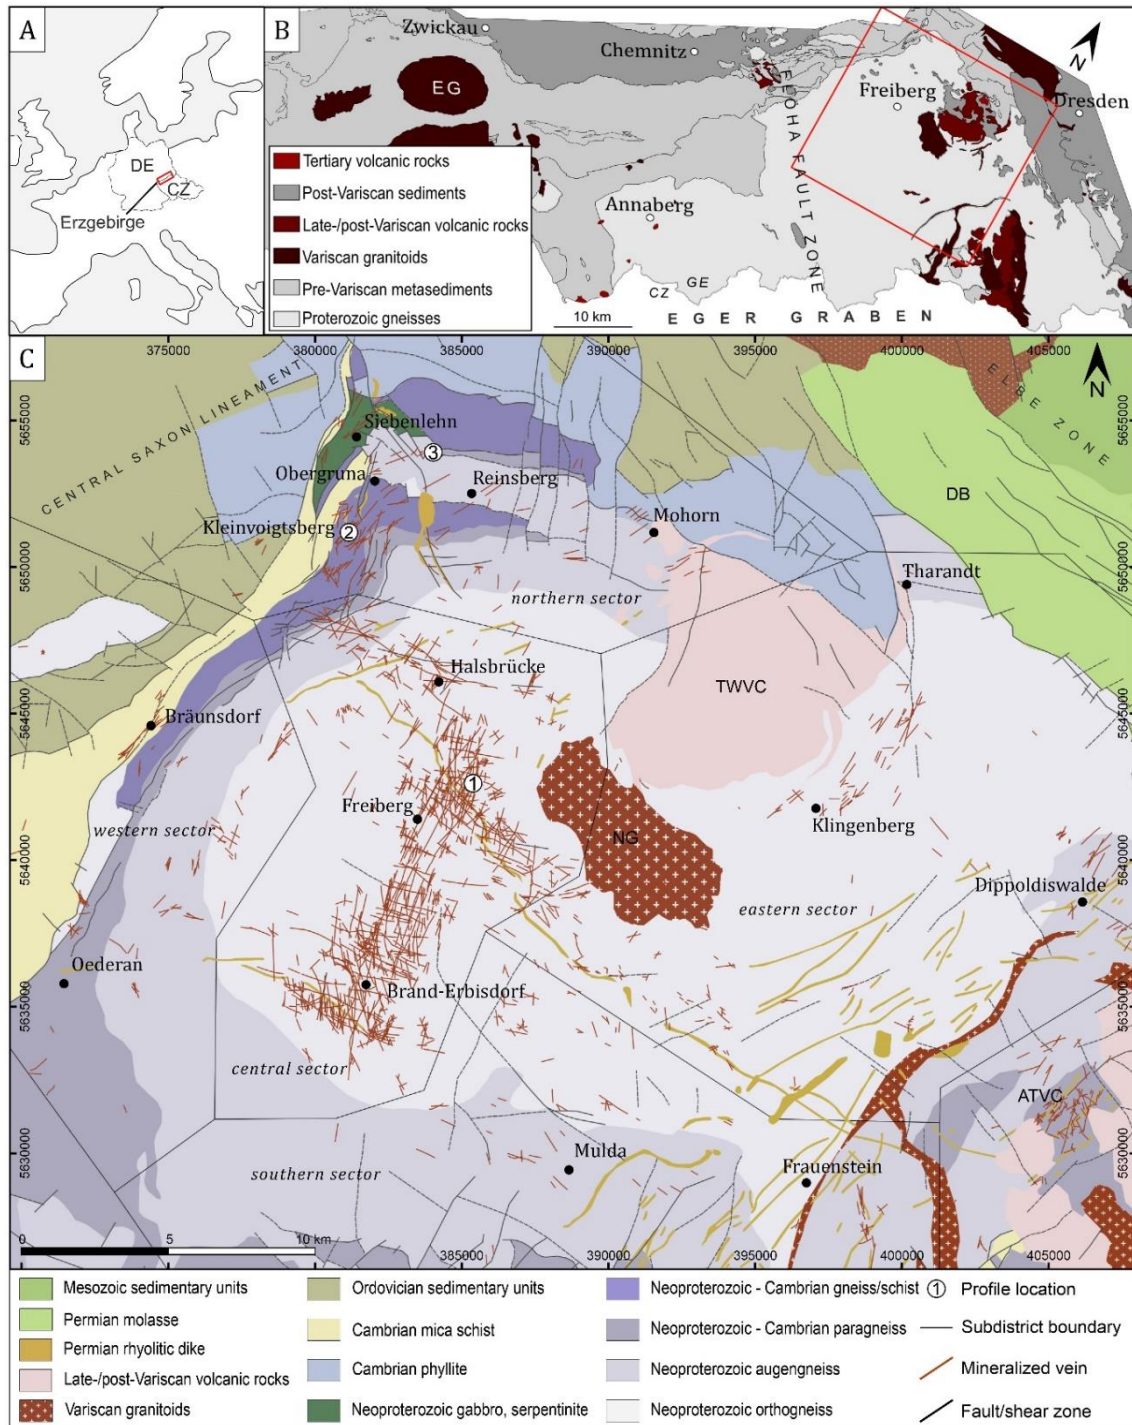 A
DE
CZ
Erzgebirge
B
Zwickau
Chemnitz
Freiberg
Dresden
N
EG
FLOHA FAULT ZONE
Annaberg
CZ
GE
EGER GRABEN
10 km
Tertiary volcanic rocks
Post-Variscan sediments
Late-/post-Variscan volcanic rocks
Variscan granitoids
Pre-Variscan metasediments
Proterozoic gneisses
C
375000
380000
385000
390000
395000
400000
405000
N
5655000
5655000
5650000
5650000
5645000
5645000
5640000
5640000
5635000
5635000
5630000
5630000
CENTRAL SAXON LINEAMENT
ELBE ZONE
Siebenlehn
3
Obergruna
Reinsberg
DB
Kleinvoigtsberg
2
Mohorn
Tharandt
northern sector
Halsbrücke
TWVC
Bräunsdorf
1
Freiberg
western sector
NG
Klingenberg
Dippoldiswalde
eastern sector
Oederan
Brand-Erbisdorf
central sector
ATVC
southern sector
Mulda
Frauenstein
0
5
10 km
385000
390000
395000
400000
405000
Mesozoic sedimentary units
Permian molasse
Permian rhyolitic dike
Late-/post-Variscan volcanic rocks
Variscan granitoids
Ordovician sedimentary units
Cambrian mica schist
Cambrian phyllite
Neoproterozoic gabbro, serpentinite
Neoproterozoic - Cambrian gneiss/schist
Neoproterozoic - Cambrian paragneiss
Neoproterozoic augengneiss
Neoproterozoic orthogneiss
1 Profile location
Subdistrict boundary
Mineralized vein
Fault/shear zone